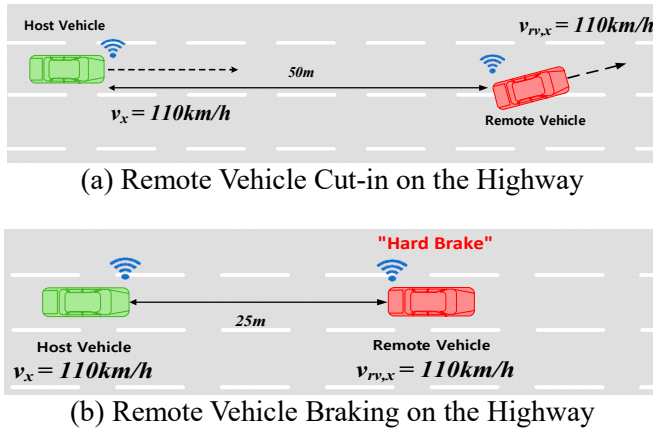 Host Vehicle
v_rv,x = 110km/h
50m
v_x = 110km/h
Remote Vehicle
(a) Remote Vehicle Cut-in on the Highway
"Hard Brake"
25m
Host Vehicle
Remote Vehicle
v_x = 110km/h
v_rv,x = 110km/h
(b) Remote Vehicle Braking on the Highway